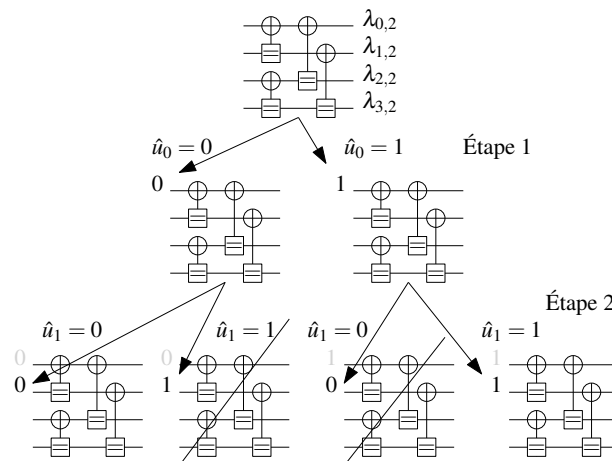 λ0,2
λ1,2
λ2,2
λ3,2
û0 = 0 û0 = 1 Étape 1
0 1
Étape 2
û1 = 0 û1 = 1 û1 = 0 û1 = 1
0 0 1 1
0 1 0 1